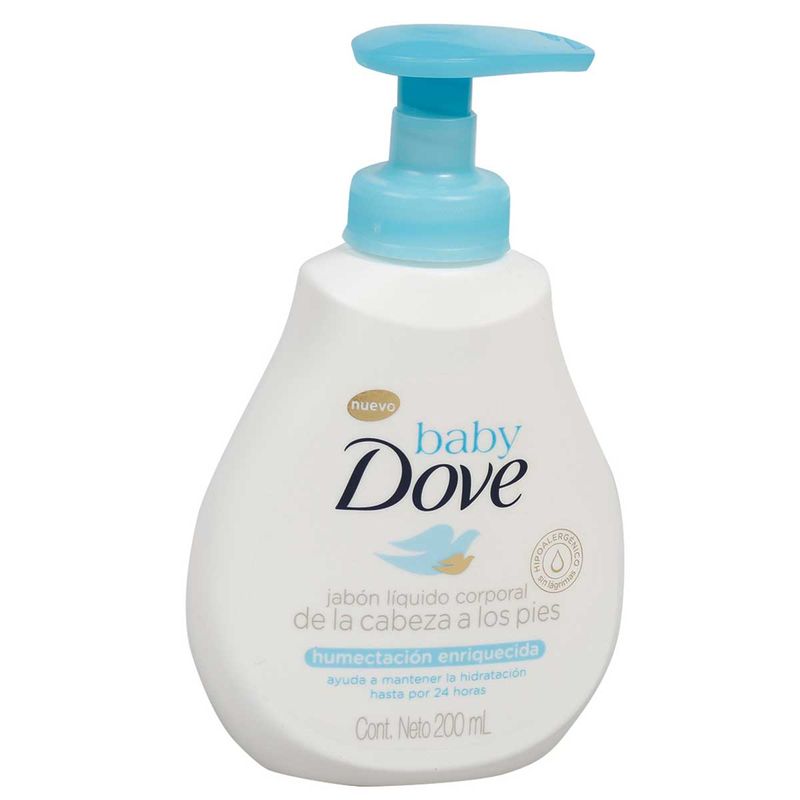 nuevo
baby
Dove
HIPOALERGÉNICO
sin lágrimas
jabón líquido corporal
de la cabeza a los pies
humectación enriquecida
ayuda a mantener la hidratación
hasta por 24 horas
Cont. Neto 200 mL